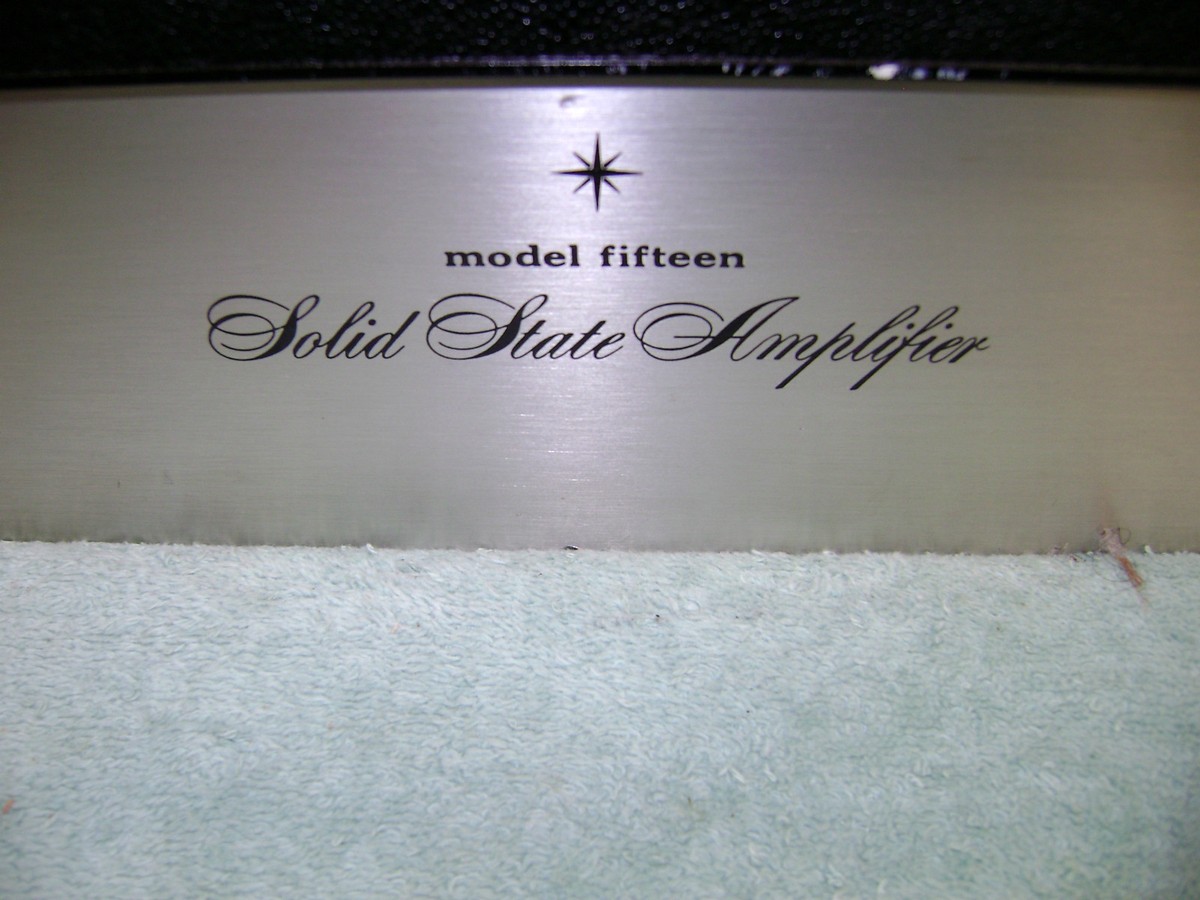 model fifteen
Solid State Amplifier